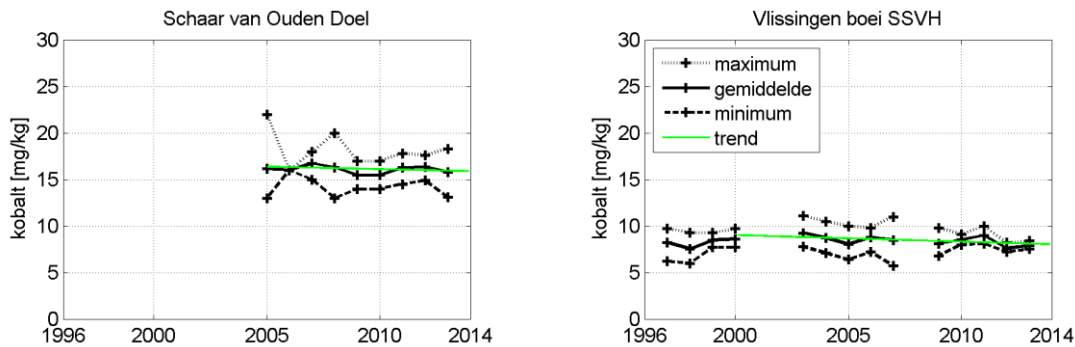 Schaar van Ouden Doel
30
25
20
15
10
5
0
kobalt [mg/kg]
1996 2000 2005 2010 2014
Vlissingen boei SSVH
30
25
20
15
10
5
0
kobalt [mg/kg]
maximum
gemiddelde
minimum
trend
1996 2000 2005 2010 2014